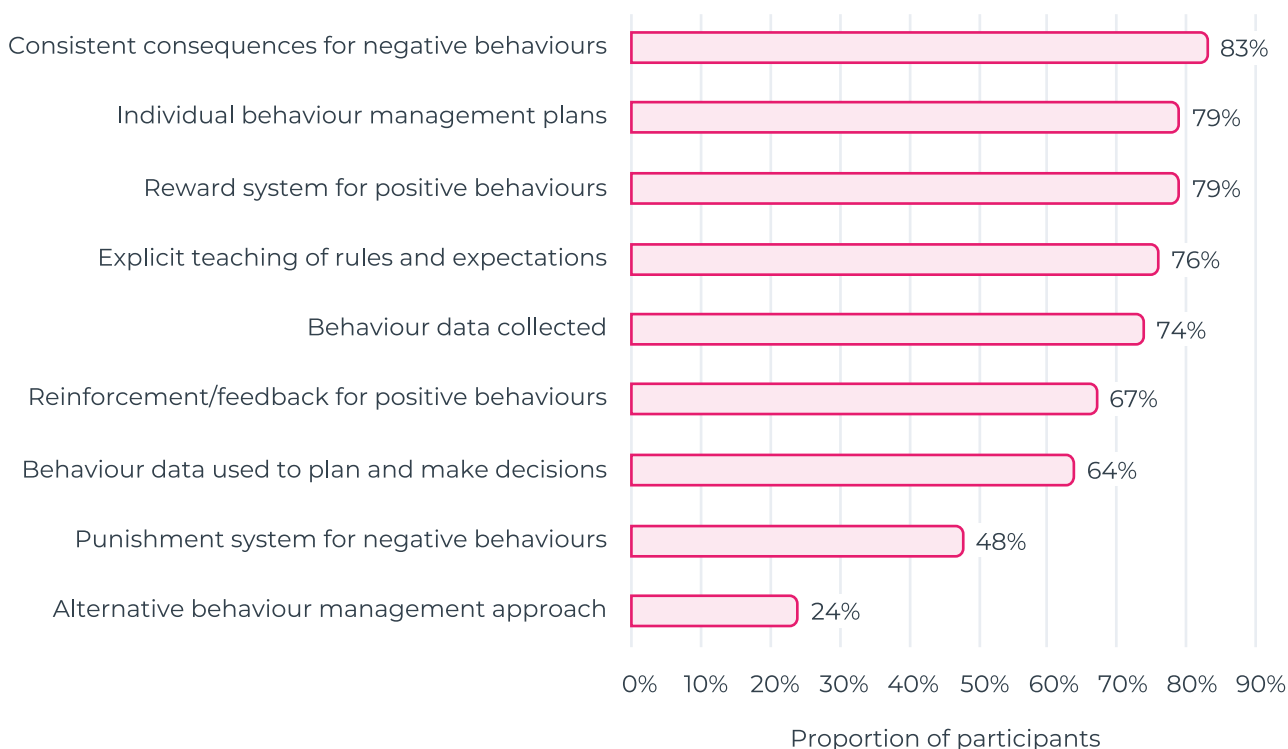 Consistent consequences for negative behaviours 83%
Individual behaviour management plans 79%
Reward system for positive behaviours 79%
Explicit teaching of rules and expectations 76%
Behaviour data collected 74%
Reinforcement/feedback for positive behaviours 67%
Behaviour data used to plan and make decisions 64%
Punishment system for negative behaviours 48%
Alternative behaviour management approach 24%
0% 10% 20% 30% 40% 50% 60% 70% 80% 90%
Proportion of participants